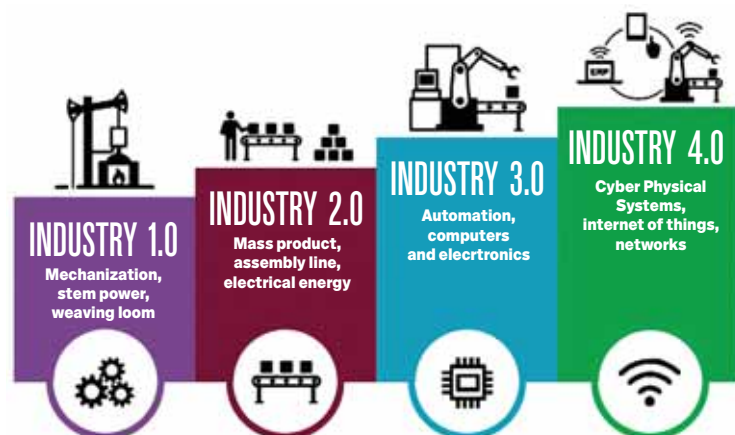 INDUSTRY 1.0
Mechanization,
stem power,
weaving loom
INDUSTRY 2.0
Mass product,
assembly line,
electrical energy
INDUSTRY 3.0
Automation,
computers
and elecrtronics
ERP
INDUSTRY 4.0
Cyber Physical
Systems,
internet of things,
networks